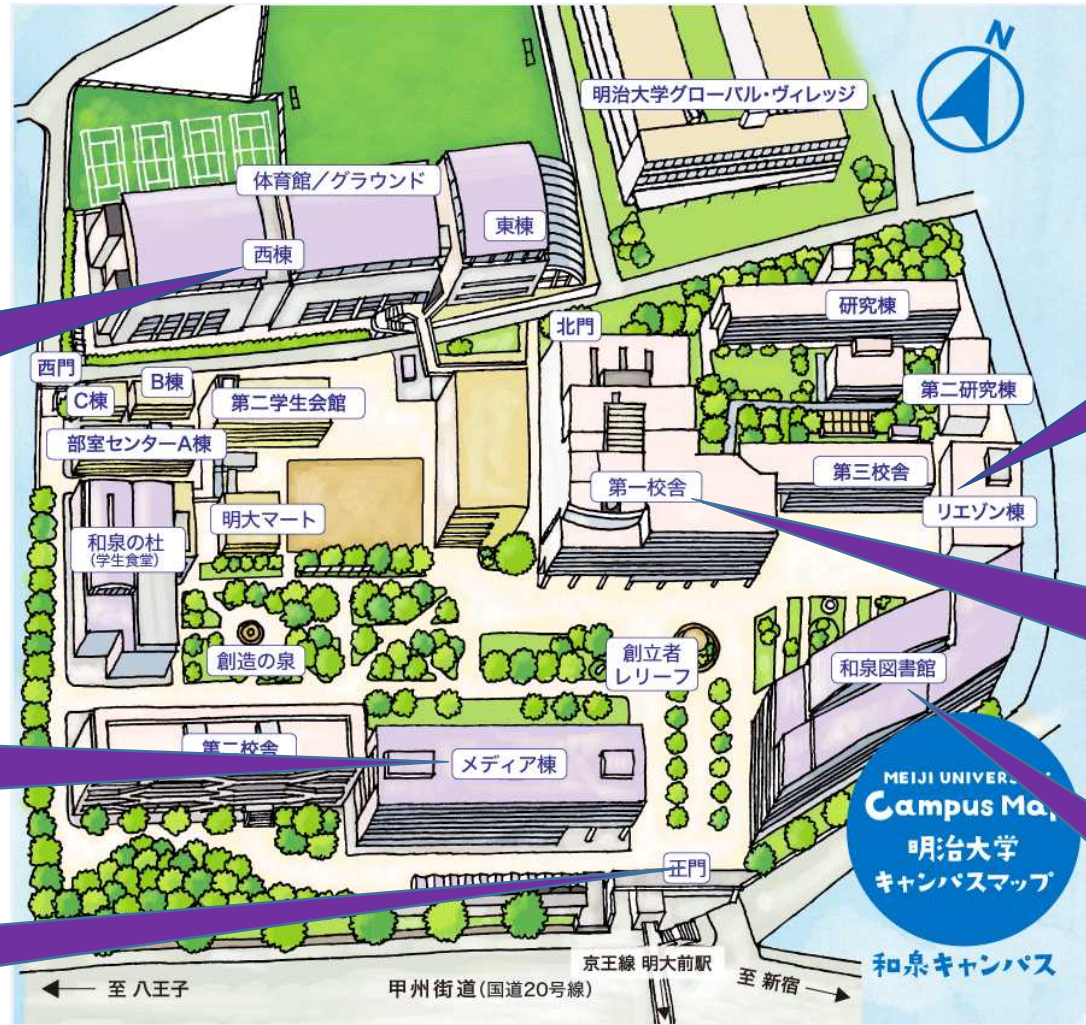 N
明治大学グローバル・ヴィレッジ
体育館／グラウンド
東棟
西棟
研究棟
北門
西門
B棟
C棟
第二学生会館
第二研究棟
部室センターA棟
第一校舎
第三校舎
リエゾン棟
明大マート
和泉の杜
(学生食堂)
創造の泉
創立者
レリーフ
和泉図書館
第二校舎
メディア棟
MEIJI UNIVERS
Campus Ma
明治大学
キャンパスマップ
和泉キャンパス
正門
京王線 明大前駅
至 新宿
至 八王子
甲州街道(国道20号線)